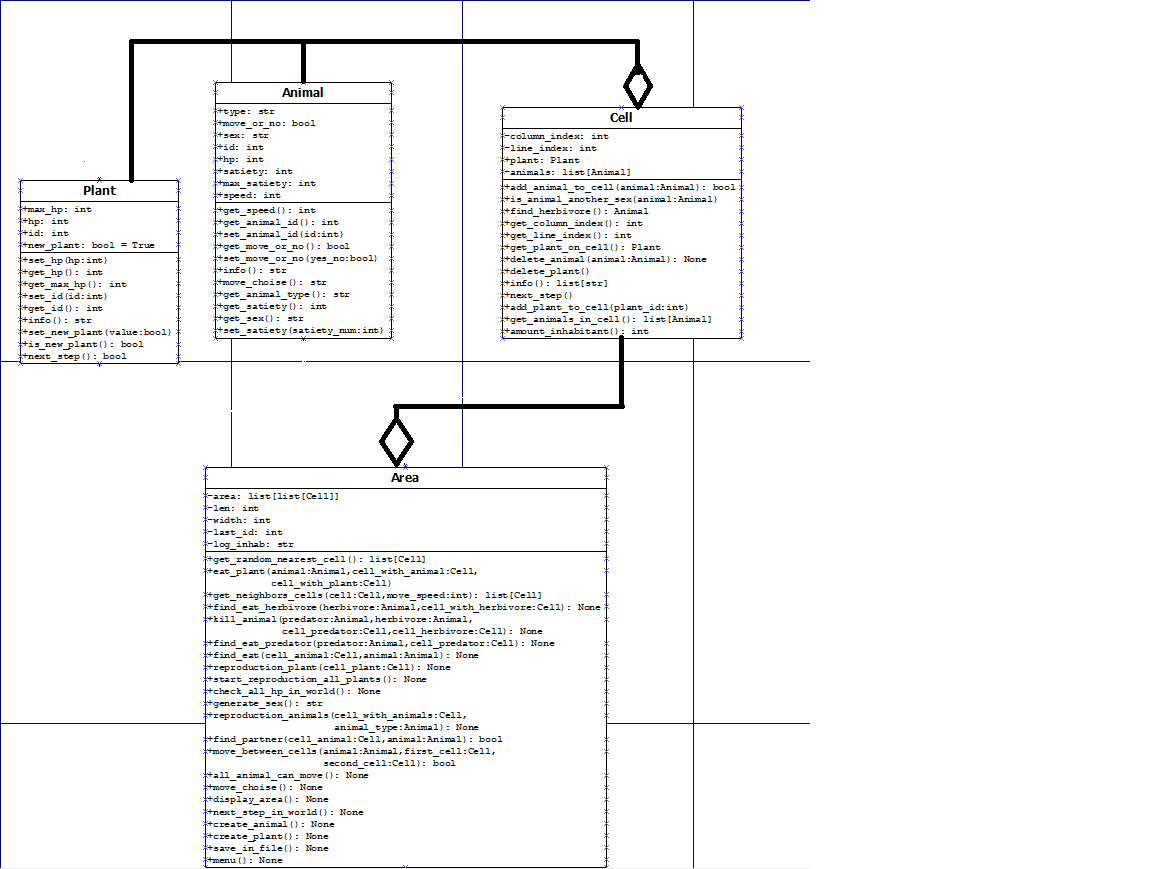 Animal
+type: str
+move_or_no: bool
+sex: str
+id: int
+hp: int
+satiety: int
+max_satiety: int
+speed: int
+get_speed(): int
+get_animal_id(): int
+set_animal_id(id:int)
+get_move_or_no(): bool
+set_move_or_no(yes_no:bool)
+info(): str
+move_choise(): str
+get_animal_type(): str
+get_satiety(): int
+get_sex(): str
+set_satiety(satiety_num:int)
Cell
-column_index: int
-line_index: int
+plant: Plant
-animals: list[Animal]
+add_animal_to_cell(animal:Animal): bool
+is_animal_another_sex(animal:Animal)
+find_herbivore(): Animal
+get_column_index(): int
+get_line_index(): int
+get_plant_on_cell(): Plant
+delete_animal(animal:Animal): None
+delete_plant()
+info(): list[str]
+next_step()
+add_plant_to_cell(plant_id:int)
+get_animals_in_cell(): list[Animal]
+amount_inhabitant(): int
Plant
+max_hp: int
+hp: int
+id: int
+new_plant: bool = True
+set_hp(hp:int)
+get_hp(): int
+get_max_hp(): int
+set_id(id:int)
+get_id(): int
+info(): str
+set_new_plant(value:bool)
+is_new_plant(): bool
+next_step(): bool
Area
-area: list[list[Cell]]
-len: int
-width: int
-last_id: int
-log_inhab: str
+get_random_nearest_cell(): list[Cell]
+eat_plant(animal:Animal,cell_with_animal:Cell,
cell_with_plant:Cell)
+get_neighbors_cells(cell:Cell,move_speed:int): list[Cell]
+find_eat_herbivore(herbivore:Animal,cell_with_herbivore:Cell): None
+kill_animal(predator:Animal,herbivore:Animal,
cell_predator:Cell,cell_herbivore:Cell): None
+find_eat_predator(predator:Animal,cell_predator:Cell): None
+find_eat(cell_animal:Cell,animal:Animal): None
+reproduction_plant(cell_plant:Cell): None
+start_reproduction_all_plants(): None
+check_all_hp_in_world(): None
+generate_sex(): str
+reproduction_animals(cell_with_animals:Cell,
animal_type:Animal): None
+find_partner(cell_animal:Cell,animal:Animal): bool
+move_between_cells(animal:Animal,first_cell:Cell,
second_cell:Cell): bool
+all_animal_can_move(): None
+move_choise(): None
+display_area(): None
+next_step_in_world(): None
+create_animal(): None
+create_plant(): None
+save_in_file(): None
+menu(): None